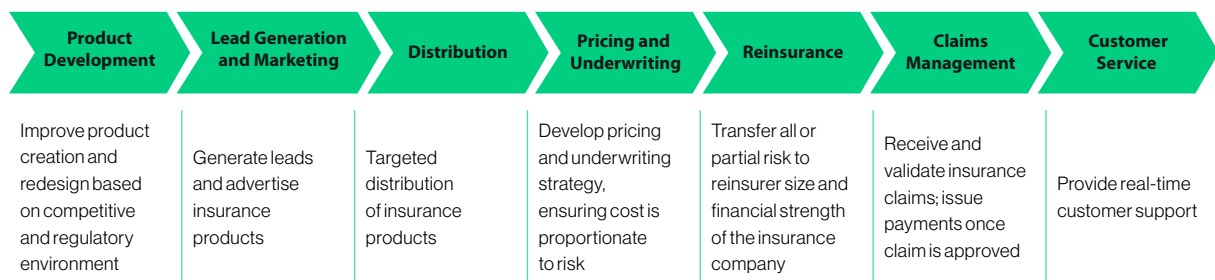 Product
Development
Lead Generation
and Marketing
Distribution
Pricing and
Underwriting
Reinsurance
Claims
Management
Customer
Service
Improve product
creation and
redesign based
on competitive
and regulatory
environment
Generate leads
and advertise
insurance
products
Targeted
distribution
of insurance
products
Develop pricing
and underwriting
strategy,
ensuring cost is
proportionate
to risk
Transfer all or
partial risk to
reinsurer size and
financial strength
of the insurance
company
Receive and
validate insurance
claims; issue
payments once
claim is approved
Provide real-time
customer support